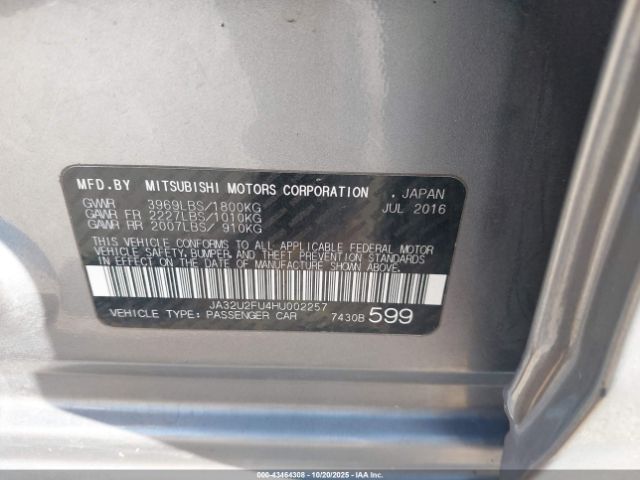 MFD.BY MITSUBISHI MOTORS CORPORATION , JAPAN
GVWR 3969LBS/1800KG JUL 2016
GAWR FR 2227LBS/1010KG
GAWR RR 2007LBS/ 910KG
THIS VEHICLE CONFORMS TO ALL APPLICABLE FEDERAL MOTOR
VEHICLE SAFETY,BUMPER, AND THEFT PREVENTION STANDARDS
IN EFFECT ON THE DATE OF MANUFACTURE SHOWN ABOVE.
JA32U2FU4HU002257
VEHICLE TYPE: PASSENGER CAR 7430B 599
000-43464308 - 10/20/2025 - IAA Inc.